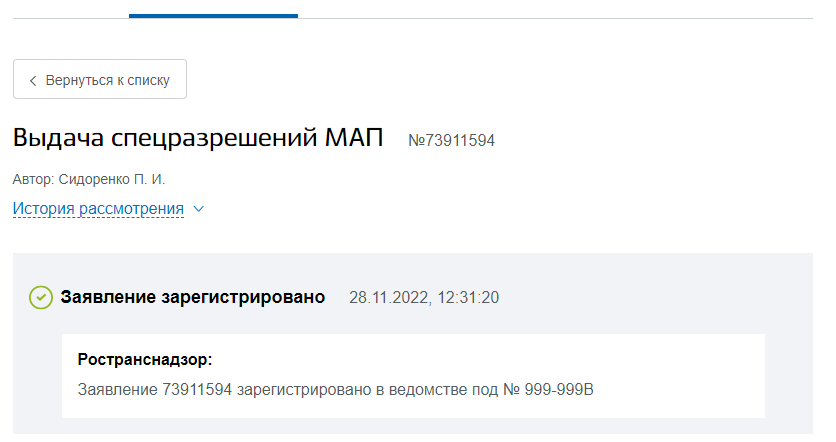 Вернуться к списку
Выдача спецразрешений МАП №73911594
Автор: Сидоренко П. И.
История рассмотрения
Заявление зарегистрировано 28.11.2022, 12:31:20
Ространснадзор:
Заявление 73911594 зарегистрировано в ведомстве под № 999-999В